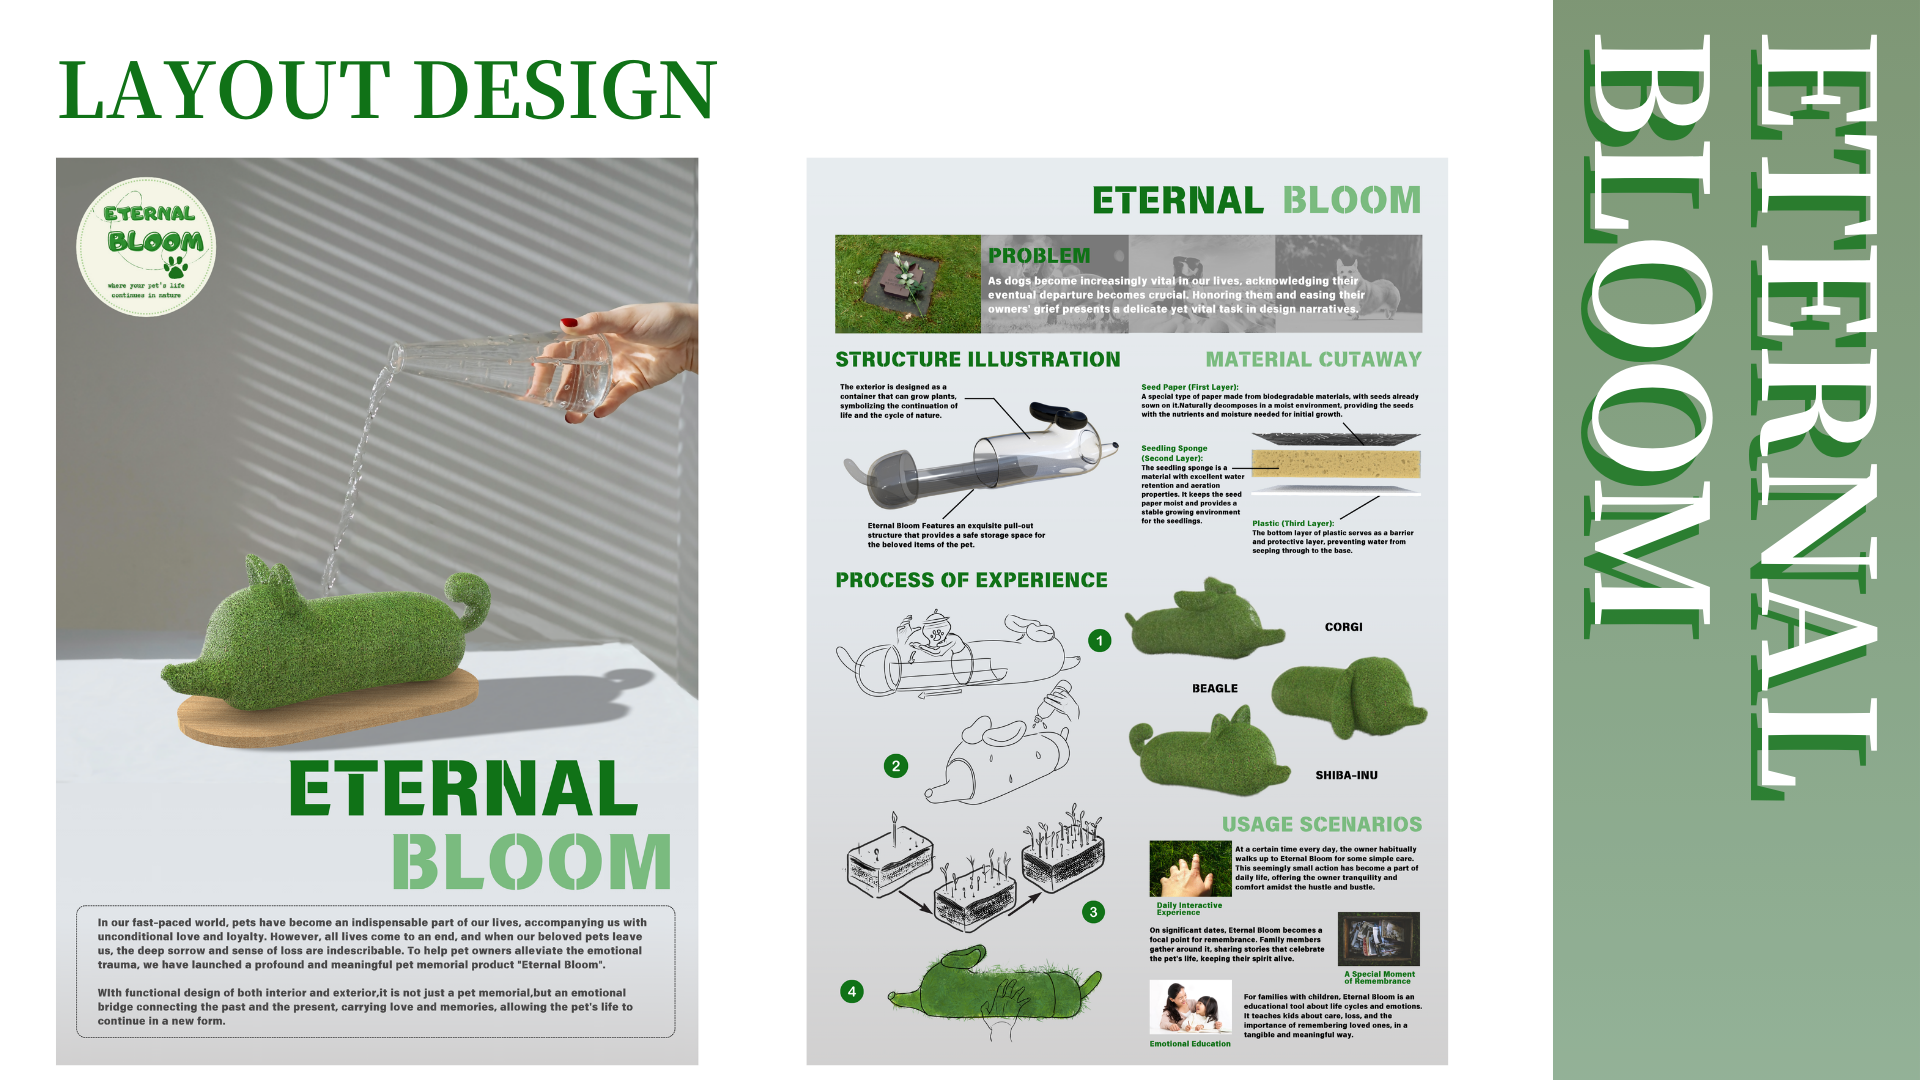 LAYOUT DESIGN
ETERNAL
BLOOM
where your pet's life
continues in nature
ETERNAL
BLOOM
In our fast-paced world, pets have become an indispensable part of our lives, accompanying us with
unconditional love and loyalty. However, all lives come to an end, and when our beloved pets leave
us, the deep sorrow and sense of loss are indescribable. To help pet owners alleviate the emotional
trauma, we have launched a profound and meaningful pet memorial product "Eternal Bloom".
WIth functional design of both interior and exterior,it is not just a pet memorial,but an emotional
bridge connecting the past and the present, carrying love and memories, allowing the pet's life to
continue in a new form.
ETERNAL BLOOM
PROBLEM
As dogs become increasingly vital in our lives, acknowledging their
eventual departure becomes crucial. Honoring them and easing their
owners' grief presents a delicate yet vital task in design narratives.
STRUCTURE ILLUSTRATION
The exterior is designed as a
container that can grow plants,
symbolizing the continuation of
life and the cycle of nature.
Eternal Bloom Features an exquisite pull-out
structure that provides a safe storage space for
the beloved items of the pet.
MATERIAL CUTAWAY
Seed Paper (First Layer):
A special type of paper made from biodegradable materials, with seeds already
sown on it.Naturally decomposes in a moist environment, providing the seeds
with the nutrients and moisture needed for initial growth.
Seedling Sponge
(Second Layer):
The seedling sponge is a
material with excellent water
retention and aeration
properties. It keeps the seed
paper moist and provides a
stable growing environment
for the seedlings.
Plastic (Third Layer):
The bottom layer of plastic serves as a barrier
and protective layer, preventing water from
seeping through to the base.
PROCESS OF EXPERIENCE
1
2
3
4
CORGI
BEAGLE
SHIBA-INU
USAGE SCENARIOS
At a certain time every day, the owner habitually
walks up to Eternal Bloom for some simple care.
This seemingly small action has become a part of
daily life, offering the owner tranquility and
comfort amidst the hustle and bustle.
Daily Interactive
Experience
On significant dates, Eternal Bloom becomes a
focal point for remembrance. Family members
gather around it, sharing stories that celebrate
the pet's life, keeping their spirit alive.
A Special Moment
of Remembrance
For families with children, Eternal Bloom is an
educational tool about life cycles and emotions.
It teaches kids about care, loss, and the
importance of remembering loved ones, in a
tangible and meaningful way.
Emotional Education
ETERNAL
BLOOM